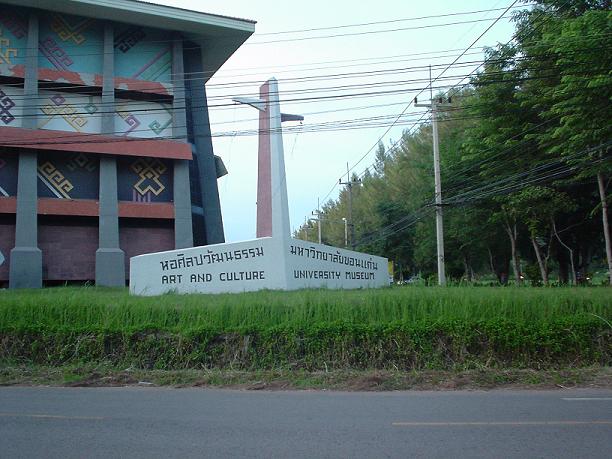 หอศิลปวัฒนธรรม
ART AND CULTURE
มหาวิทยาลัยขอนแก่น
UNIVERSITY MUSEUM